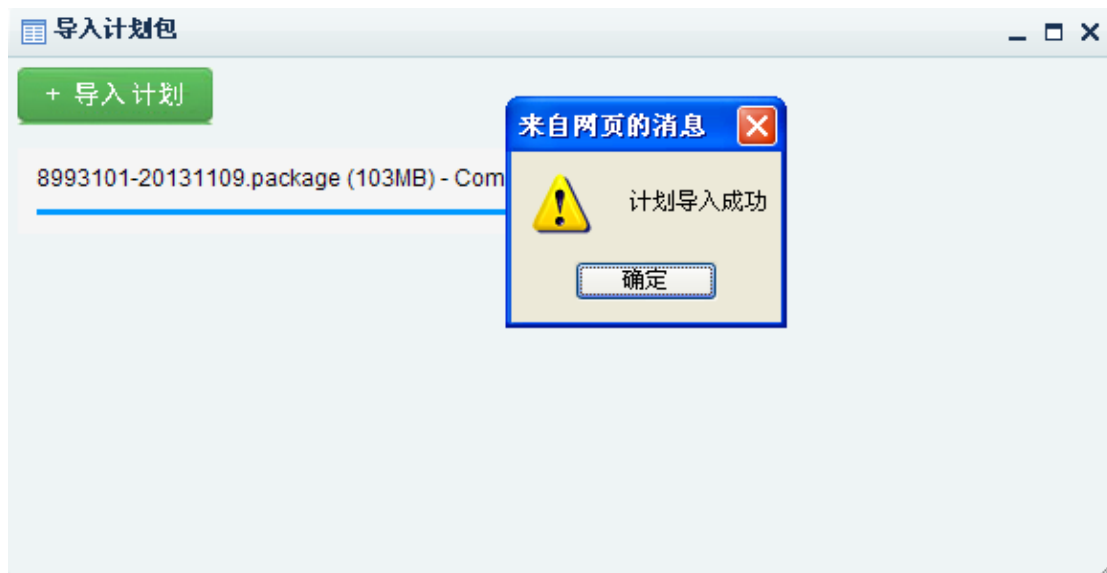 导入计划包
+ 导入计划
来自网页的消息
8993101-20131109.package (103MB) - Com
计划导入成功
确定